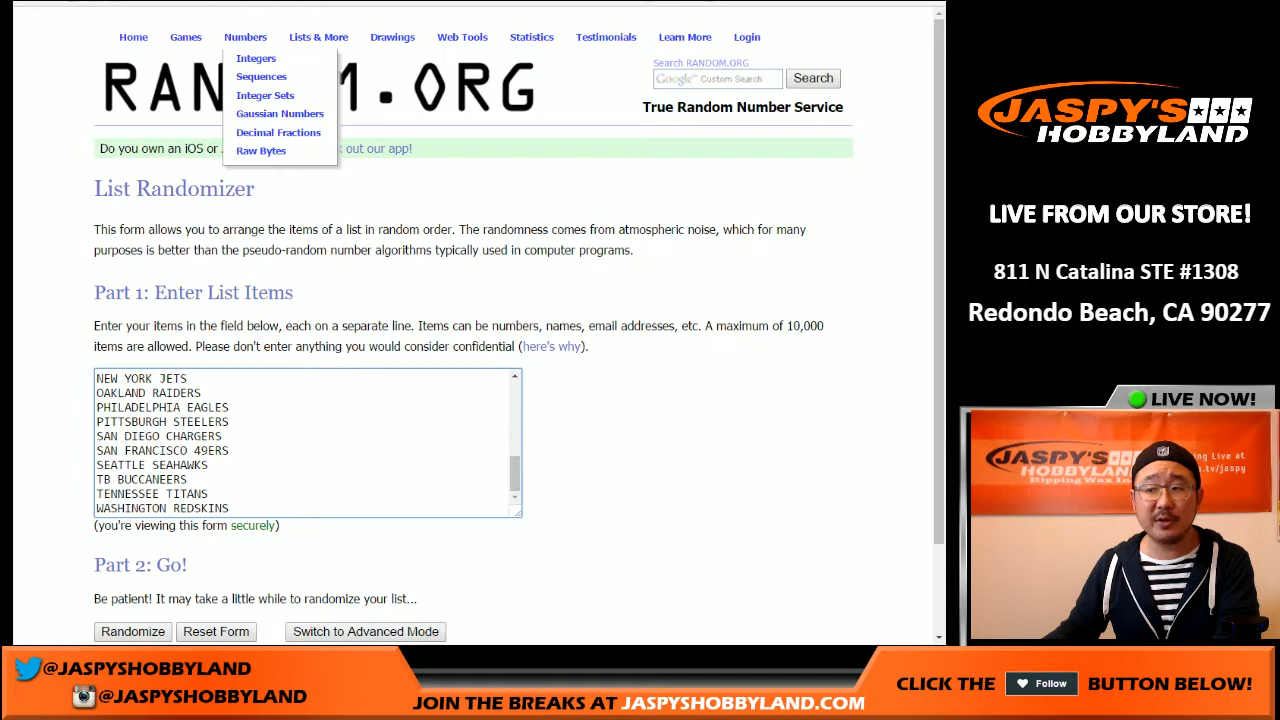 Home Games Numbers Lists & More Drawings Web Tools Statistics Testimonials Learn More Login
Integers
Sequences
Integer Sets
Gaussian Numbers
Decimal Fractions
Raw Bytes
RAN M.ORG
Search RANDOM.ORG
Google™ Custom Search
Search
True Random Number Service
Do you own an iOS or out our app!
List Randomizer
This form allows you to arrange the items of a list in random order. The randomness comes from atmospheric noise, which for many
purposes is better than the pseudo-random number algorithms typically used in computer programs.
Part 1: Enter List Items
Enter your items in the field below, each on a separate line. Items can be numbers, names, email addresses, etc. A maximum of 10,000
items are allowed. Please don't enter anything you would consider confidential (here's why).
NEW YORK JETS
OAKLAND RAIDERS
PHILADELPHIA EAGLES
PITTSBURGH STEELERS
SAN DIEGO CHARGERS
SAN FRANCISCO 49ERS
SEATTLE SEAHAWKS
TB BUCCANEERS
TENNESSEE TITANS
WASHINGTON REDSKINS
(you're viewing this form securely)
Part 2: Go!
Be patient! It may take a little while to randomize your list...
Randomize Reset Form Switch to Advanced Mode
JASPY'S
HOBBYLAND
LIVE FROM OUR STORE!
811 N Catalina STE #1308
Redondo Beach, CA 90277
LIVE NOW!
JASPY'S
HOBBYLAND
Ripping Wax
ing Live at
.tv/jaspy
@JASPYSHOBBYLAND
@JASPYSHOBBYLAND
JOIN THE BREAKS AT JASPYSHOBBYLAND.COM
CLICK THE Follow BUTTON BELOW!